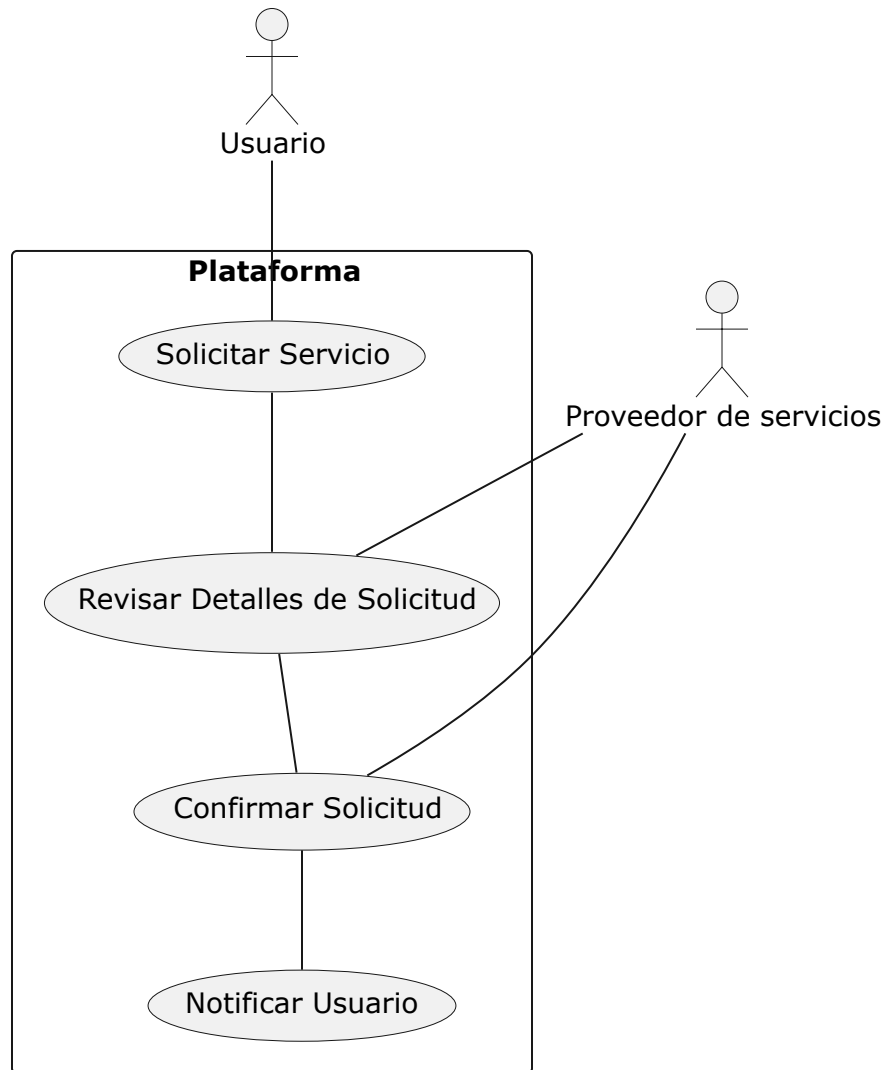 Usuario
Plataforma
Solicitar Servicio
Proveedor de servicios
Revisar Detalles de Solicitud
Confirmar Solicitud
Notificar Usuario